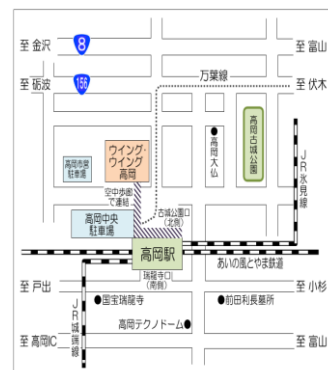 至 金沢
8
至 富山
至 砺波
156
万葉線
至 伏木
高岡古城公園
高岡大仏
ウイング・
ウイング
高岡
高岡市営
駐車場
JR氷見線
空中歩廊
で連結
古城公園口
(北側)
高岡中央
駐車場
高岡駅
あいの風とやま鉄道
瑞龍寺口
(南側)
至 戸出
至 小杉
JR城端線
国宝瑞龍寺
前田利長墓所
高岡テクノドーム
至 高岡IC
至 富山